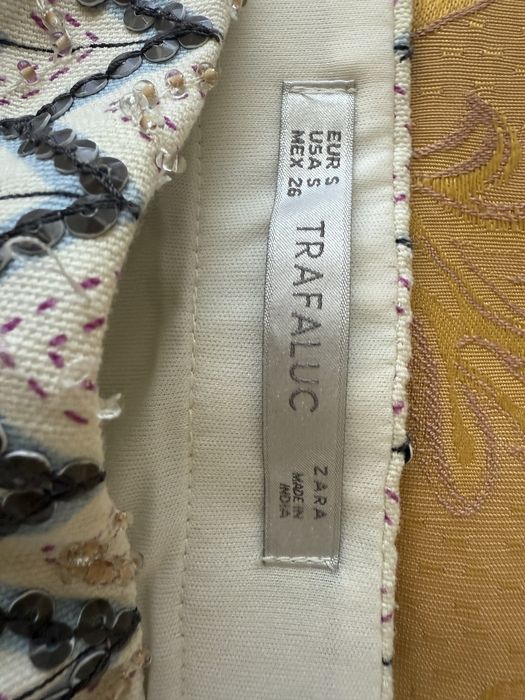 EUR S
USA S
MEX 26
TRAFALUC
ZARA
MADE IN
INDIA